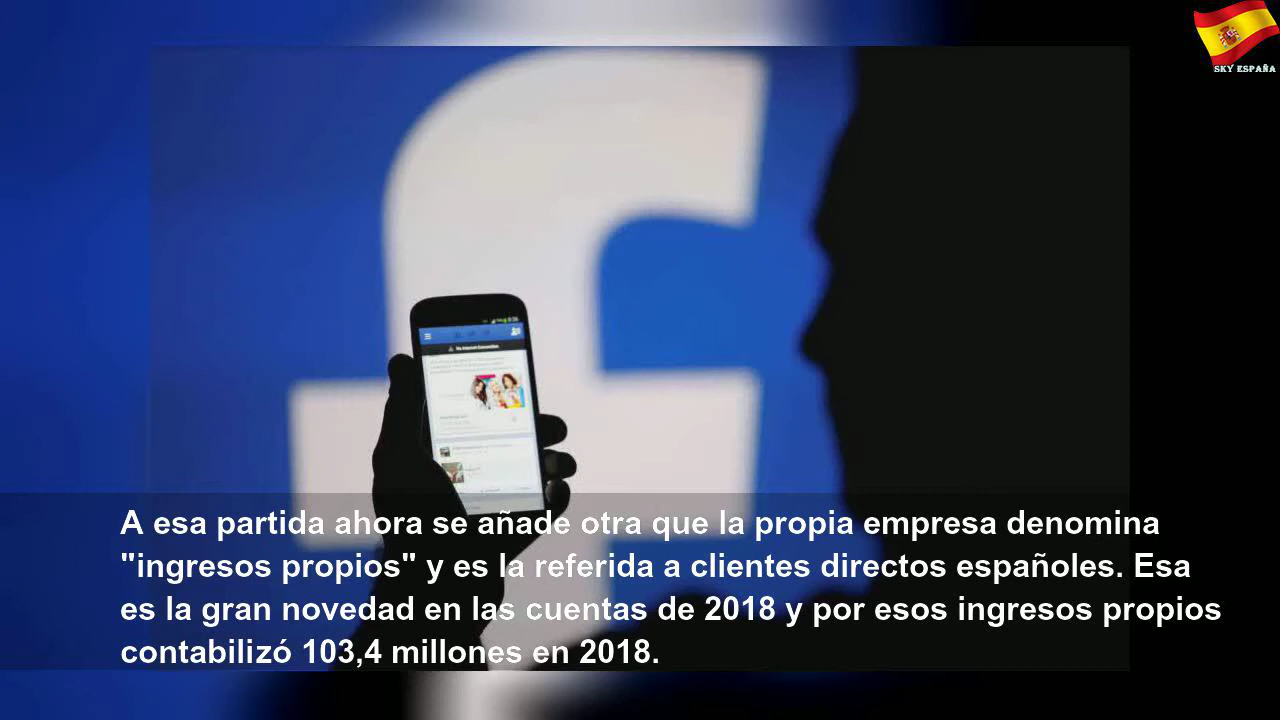 SKY ESPAÑA
A esa partida ahora se añade otra que la propia empresa denomina
"ingresos propios" y es la referida a clientes directos españoles. Esa
es la gran novedad en las cuentas de 2018 y por esos ingresos propios
contabilizó 103,4 millones en 2018.